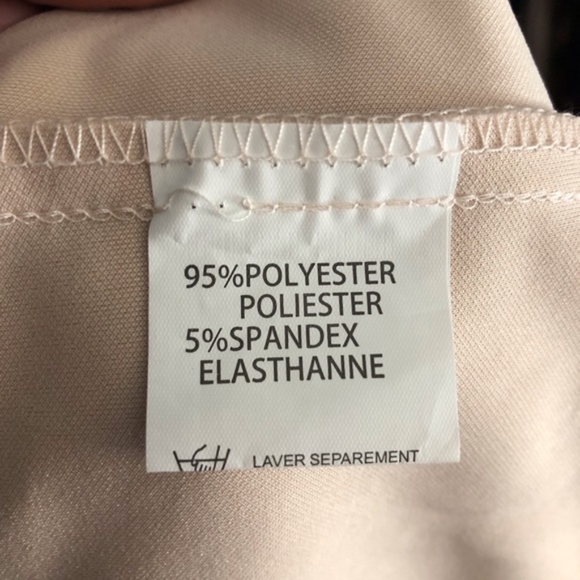 95%POLYESTER
POLIESTER
5%SPANDEX
ELASTHANNE
LAVER SEPAREMENT